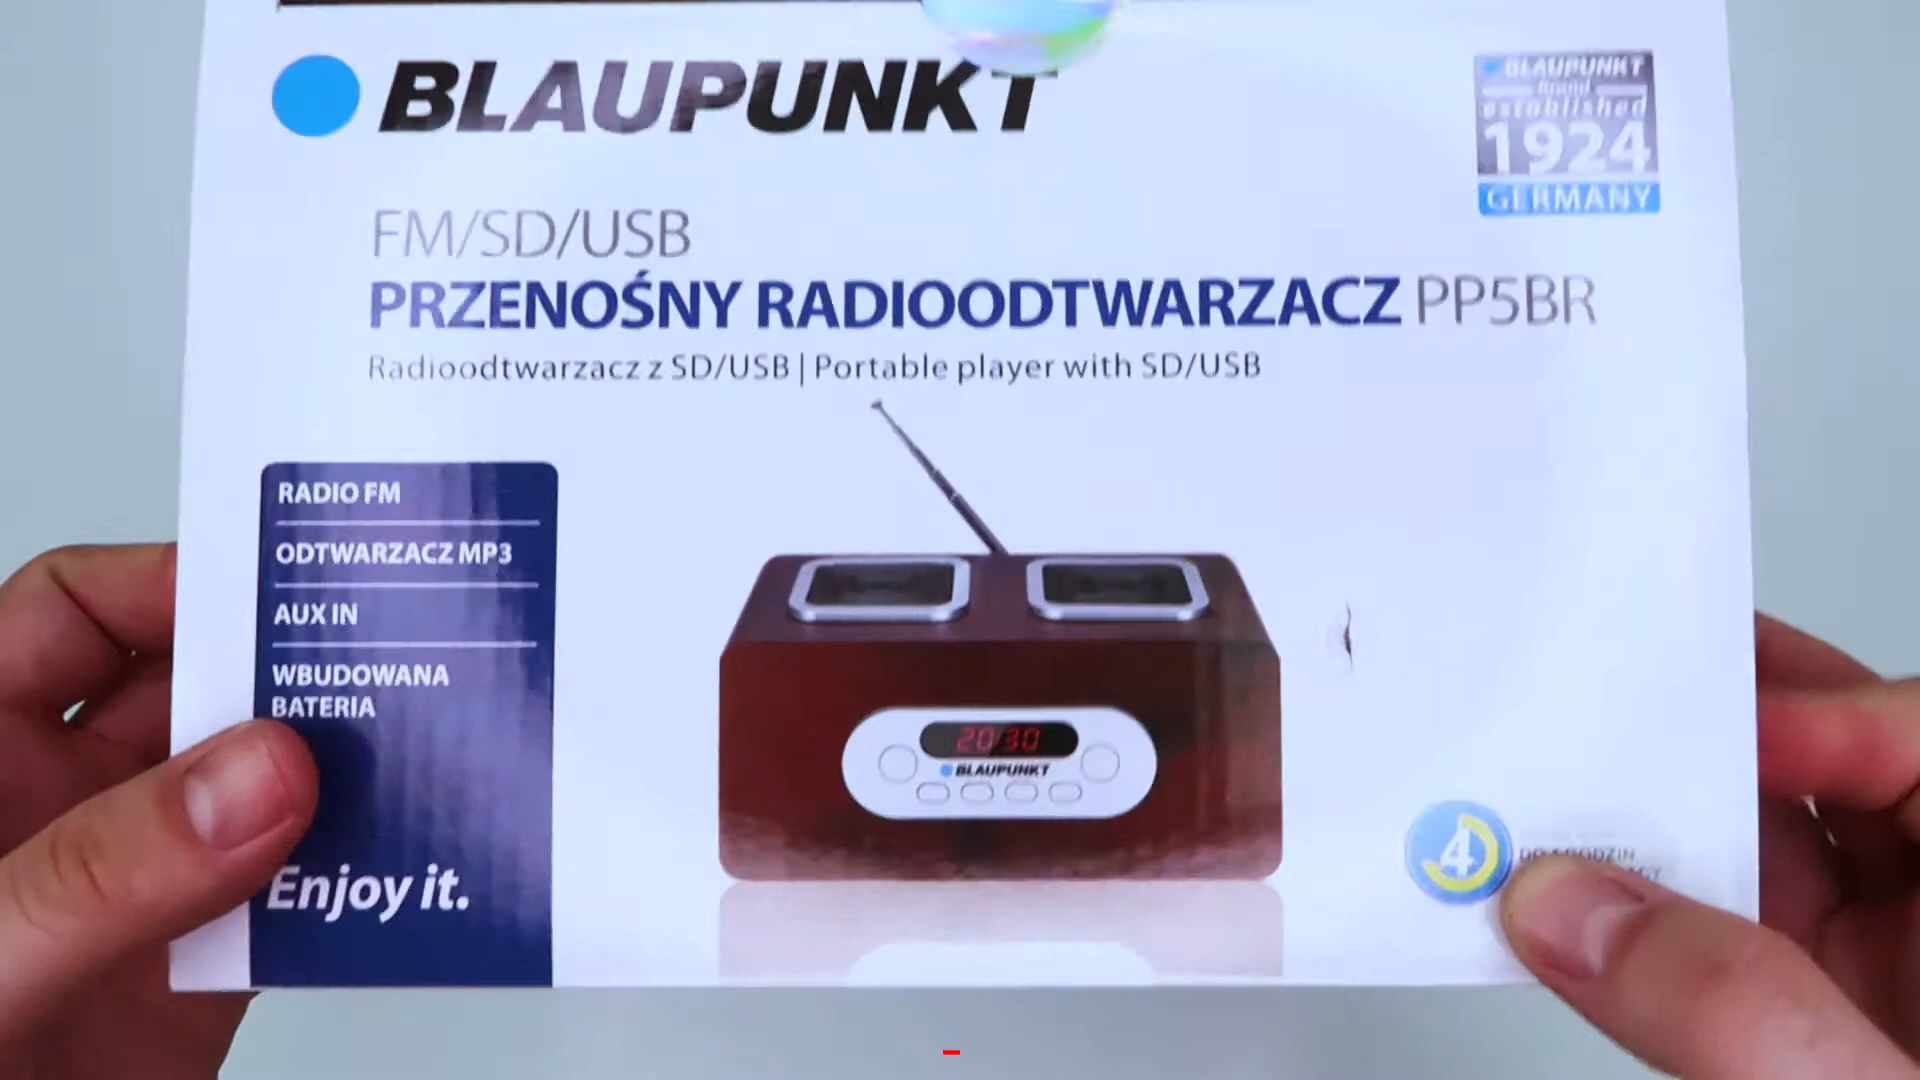 BLAUPUNKT
BLAUPUNKT
Brand
established
1924
GERMANY
FM/SD/USB
PRZENOŚNY RADIOODTWARZACZ PP5BR
Radioodtwarzacz z SD/USB | Portable player with SD/USB
RADIO FM
ODTWARZACZ MP3
AUX IN
WBUDOWANA
BATERIA
Enjoy it.
20:30
BLAUPUNKT
4
DO